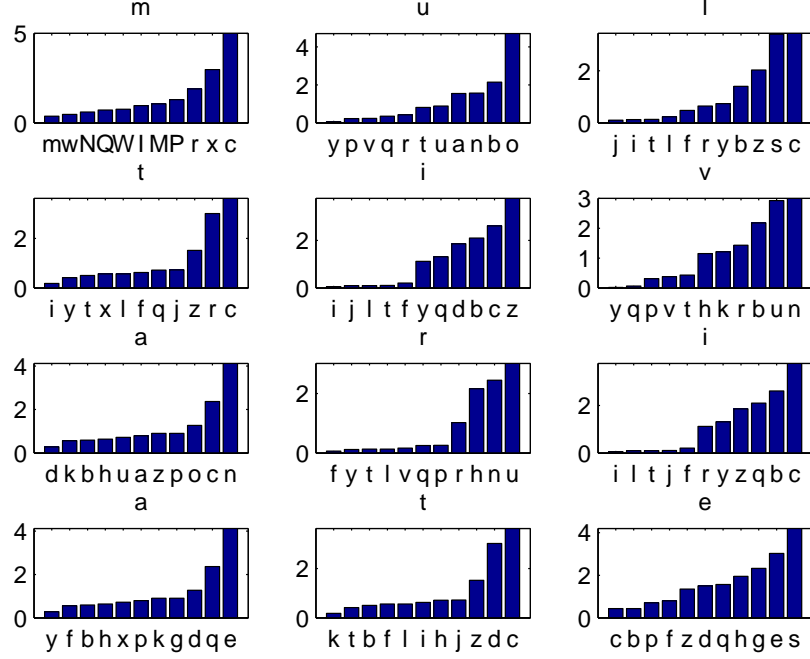 m u l
5 4 2 0 2 0 0
m w N Q W I M P r x c y p v q r t u a n b o j i t l f r y b z s c
t i v
2 0 2 0 3 2 1 0
i y t x l f q j z r c i j l t f y q d b c z y q p v t h k r b u n
a r i
4 2 0 2 0 2 0
d k b h u a z p o c n f y t l v q p r h n u i l t j f r y z q b c
a t e
4 2 0 2 0 4 2 0
y f b h x p k g d q e k t b f l i h j z d c c b p f z d q h g e s